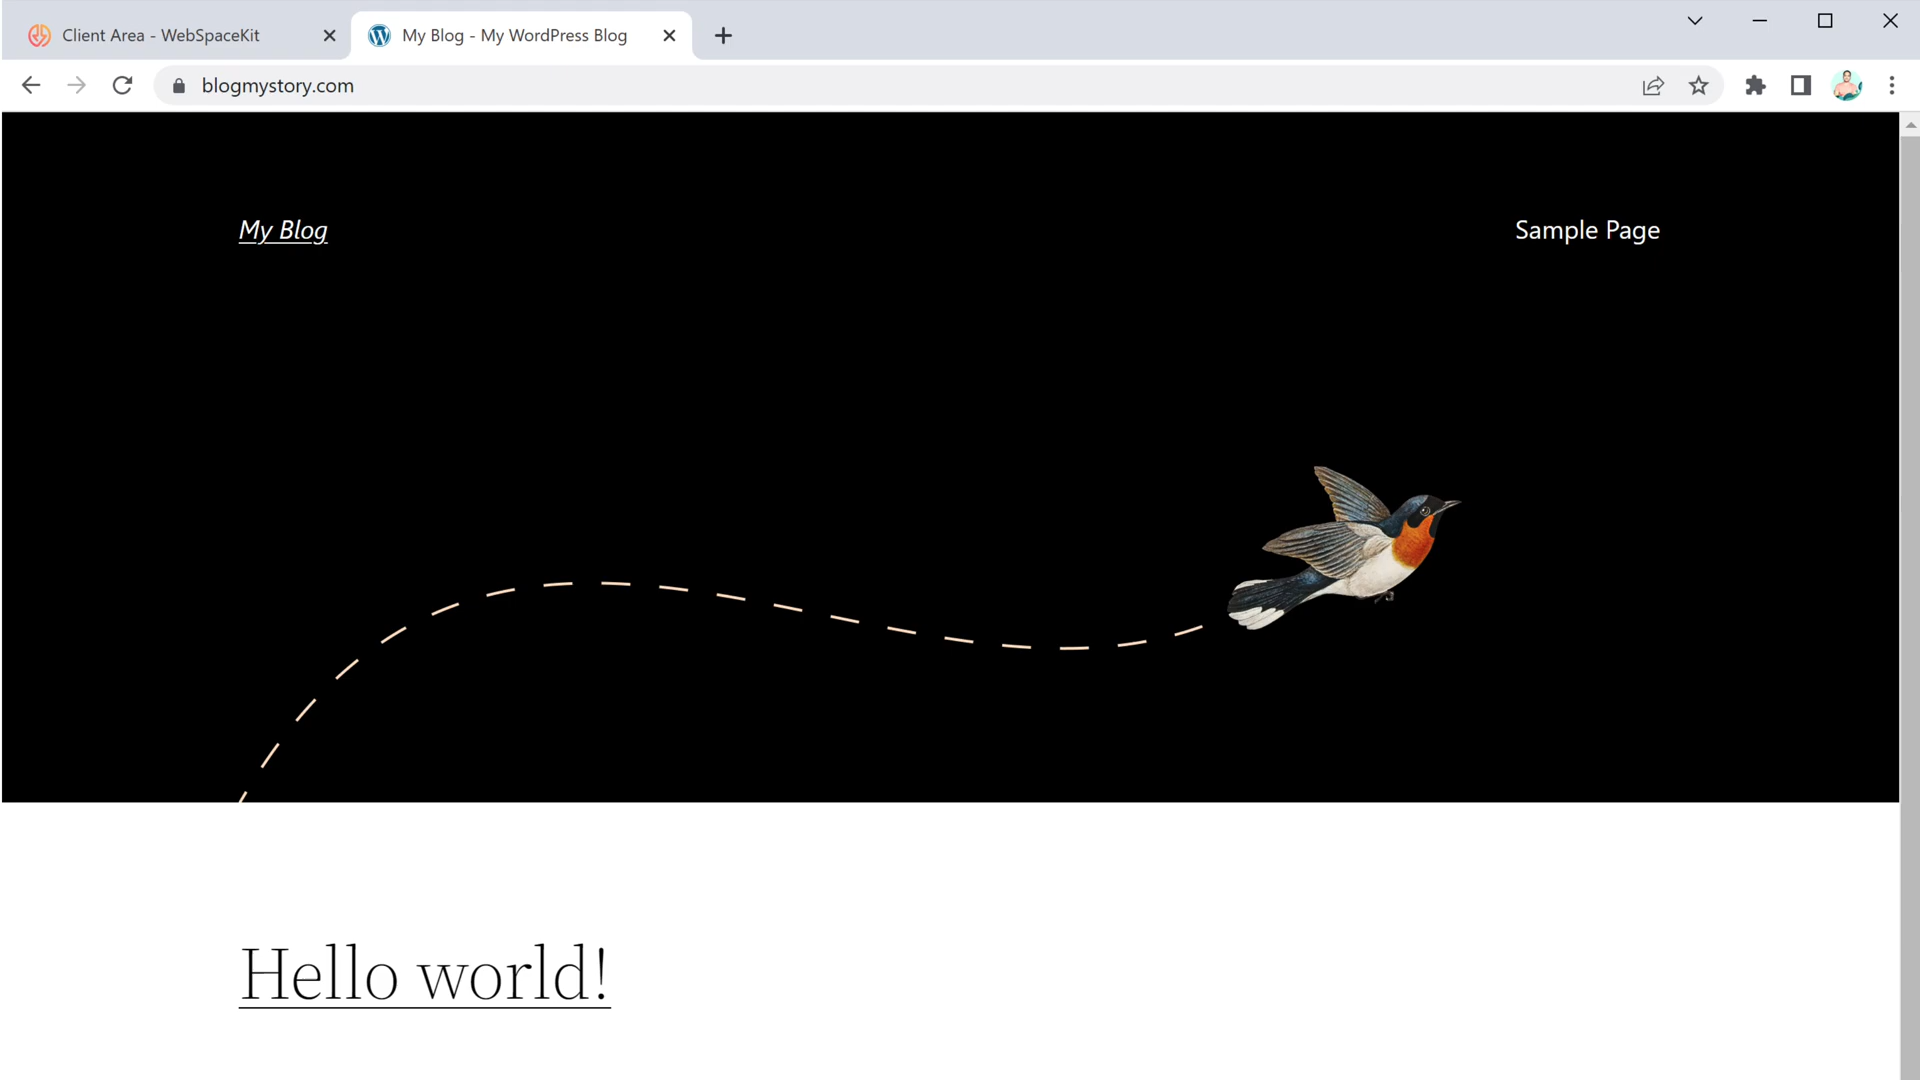 Client Area - WebSpaceKit
My Blog - My WordPress Blog
blogmystory.com
My Blog
Sample Page
Hello world!